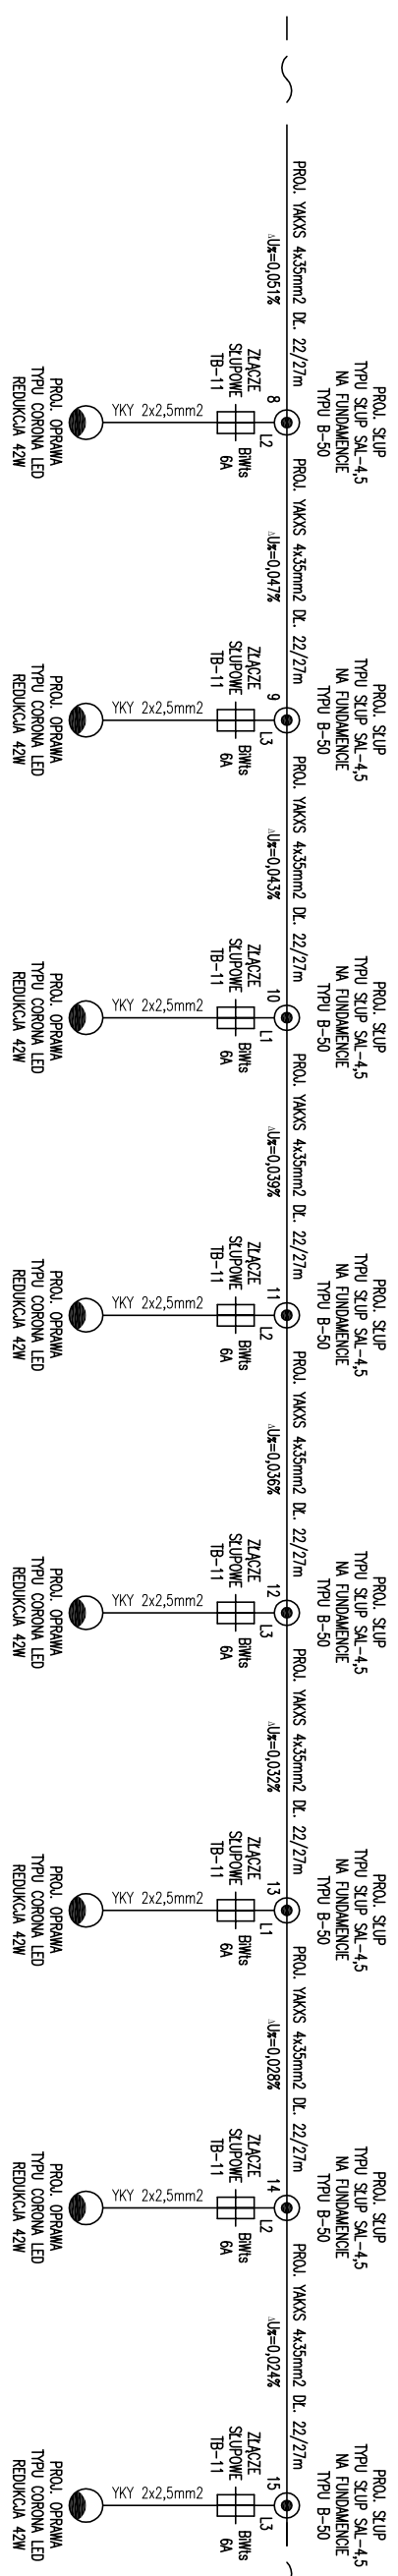 PROJ. YAKXS 4x35mm2 DŁ. 22/27m
ΔU%=0,051%
PROJ. SŁUP
TYPU SŁUP SAL-4,5
NA FUNDAMENCIE
TYPU B-50
8
L2
ZŁĄCZE
SŁUPOWE
TB-11
BiWts
6A
YKY 2x2,5mm2
PROJ. OPRAWA
TYPU CORONA LED
REDUKCJA 42W
PROJ. YAKXS 4x35mm2 DŁ. 22/27m
ΔU%=0,047%
PROJ. SŁUP
TYPU SŁUP SAL-4,5
NA FUNDAMENCIE
TYPU B-50
9
L3
ZŁĄCZE
SŁUPOWE
TB-11
BiWts
6A
YKY 2x2,5mm2
PROJ. OPRAWA
TYPU CORONA LED
REDUKCJA 42W
PROJ. YAKXS 4x35mm2 DŁ. 22/27m
ΔU%=0,043%
PROJ. SŁUP
TYPU SŁUP SAL-4,5
NA FUNDAMENCIE
TYPU B-50
10
L1
ZŁĄCZE
SŁUPOWE
TB-11
BiWts
6A
YKY 2x2,5mm2
PROJ. OPRAWA
TYPU CORONA LED
REDUKCJA 42W
PROJ. YAKXS 4x35mm2 DŁ. 22/27m
ΔU%=0,039%
PROJ. SŁUP
TYPU SŁUP SAL-4,5
NA FUNDAMENCIE
TYPU B-50
11
L2
ZŁĄCZE
SŁUPOWE
TB-11
BiWts
6A
YKY 2x2,5mm2
PROJ. OPRAWA
TYPU CORONA LED
REDUKCJA 42W
PROJ. YAKXS 4x35mm2 DŁ. 22/27m
ΔU%=0,036%
PROJ. SŁUP
TYPU SŁUP SAL-4,5
NA FUNDAMENCIE
TYPU B-50
12
L3
ZŁĄCZE
SŁUPOWE
TB-11
BiWts
6A
YKY 2x2,5mm2
PROJ. OPRAWA
TYPU CORONA LED
REDUKCJA 42W
PROJ. YAKXS 4x35mm2 DŁ. 22/27m
ΔU%=0,032%
PROJ. SŁUP
TYPU SŁUP SAL-4,5
NA FUNDAMENCIE
TYPU B-50
13
L1
ZŁĄCZE
SŁUPOWE
TB-11
BiWts
6A
YKY 2x2,5mm2
PROJ. OPRAWA
TYPU CORONA LED
REDUKCJA 42W
PROJ. YAKXS 4x35mm2 DŁ. 22/27m
ΔU%=0,028%
PROJ. SŁUP
TYPU SŁUP SAL-4,5
NA FUNDAMENCIE
TYPU B-50
14
L2
ZŁĄCZE
SŁUPOWE
TB-11
BiWts
6A
YKY 2x2,5mm2
PROJ. OPRAWA
TYPU CORONA LED
REDUKCJA 42W
PROJ. YAKXS 4x35mm2 DŁ. 22/27m
ΔU%=0,024%
PROJ. SŁUP
TYPU SŁUP SAL-4,5
NA FUNDAMENCIE
TYPU B-50
15
L3
ZŁĄCZE
SŁUPOWE
TB-11
BiWts
6A
YKY 2x2,5mm2
PROJ. OPRAWA
TYPU CORONA LED
REDUKCJA 42W